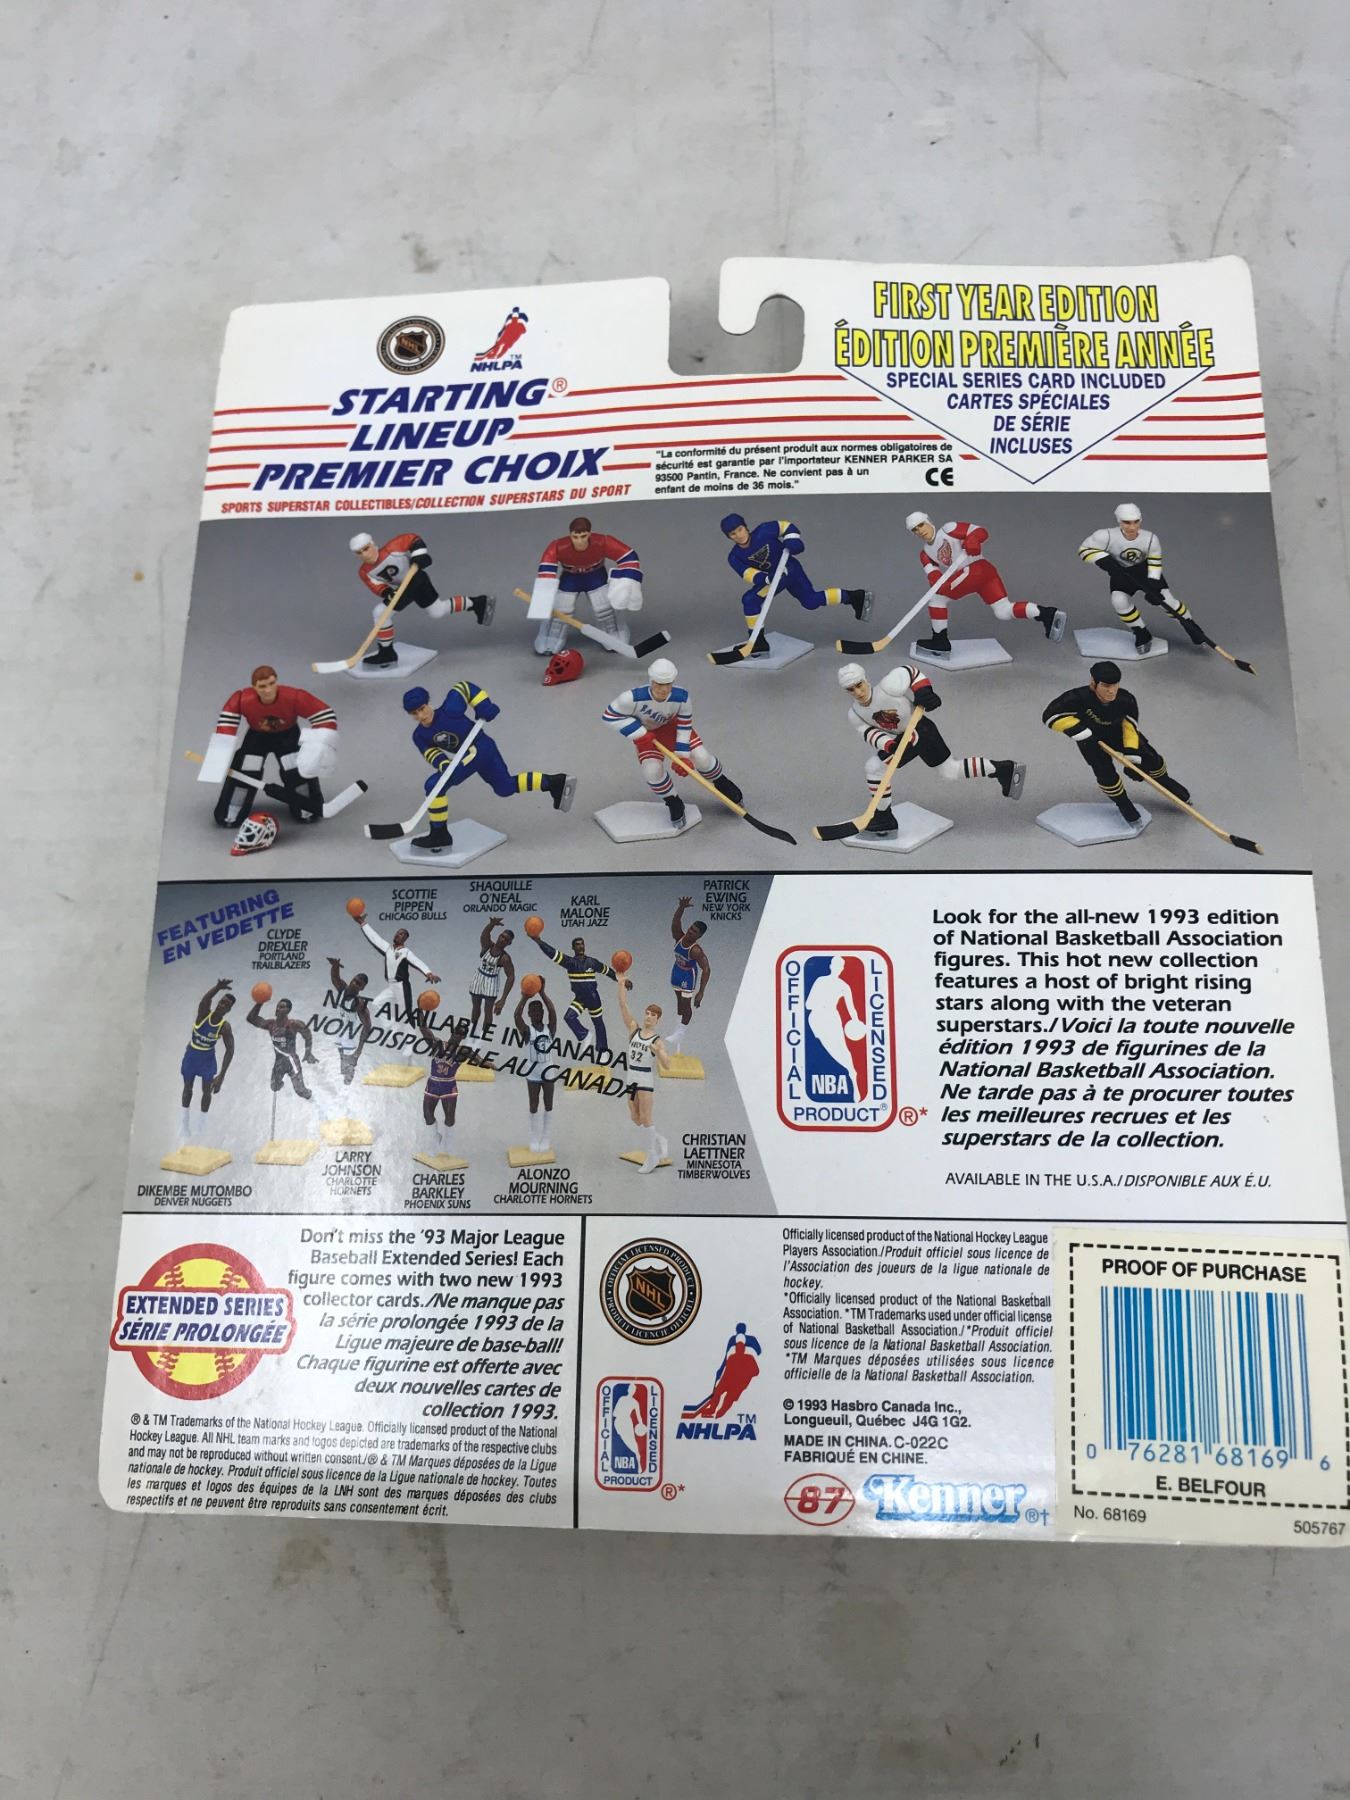 NHL
NHLPA™
STARTING®
LINEUP
PREMIER CHOIX
SPORTS SUPERSTAR COLLECTIBLES/COLLECTION SUPERSTARS DU SPORT
"La conformité du présent produit aux normes obligatoires de
sécurité est garantie par l'importateur KENNER PARKER SA
93500 Pantin, France. Ne convient pas à un
enfant de moins de 36 mois."
CE
FIRST YEAR EDITION
ÉDITION PREMIÈRE ANNÉE
SPECIAL SERIES CARD INCLUDED
CARTES SPÉCIALES
DE SÉRIE
INCLUSES
FEATURING
EN VEDETTE
CLYDE
DREXLER
PORTLAND
TRAILBLAZERS
SCOTTIE
PIPPEN
CHICAGO BULLS
SHAQUILLE
O'NEAL
ORLANDO MAGIC
KARL
MALONE
UTAH JAZZ
PATRICK
EWING
NEW YORK
KNICKS
NOT AVAILABLE IN CANADA
NON DISPONIBLE AU CANADA
DIKEMBE MUTOMBO
DENVER NUGGETS
LARRY
JOHNSON
CHARLOTTE
HORNETS
CHARLES
BARKLEY
PHOENIX SUNS
ALONZO
MOURNING
CHARLOTTE HORNETS
CHRISTIAN
LAETTNER
MINNESOTA
TIMBERWOLVES
OFFICIAL
LICENSED
NBA
PRODUCT®
®*
Look for the all-new 1993 edition
of National Basketball Association
figures. This hot new collection
features a host of bright rising
stars along with the veteran
superstars./Voici la toute nouvelle
édition 1993 de figurines de la
National Basketball Association.
Ne tarde pas à te procurer toutes
les meilleures recrues et les
superstars de la collection.
AVAILABLE IN THE U.S.A./DISPONIBLE AUX É.U.
EXTENDED SERIES
SÉRIE PROLONGÉE
Don't miss the '93 Major League
Baseball Extended Series! Each
figure comes with two new 1993
collector cards./Ne manque pas
la série prolongée 1993 de la
Ligue majeure de base-ball!
Chaque figurine est offerte avec
deux nouvelles cartes de
collection 1993.
® & TM Trademarks of the National Hockey League. Officially licensed product of the National
Hockey League. All NHL team marks and logos depicted are trademarks of the respective clubs
and may not be reproduced without written consent./® & TM Marques déposées de la Ligue
nationale de hockey. Produit officiel sous licence de la Ligue nationale de hockey. Toutes
les marques et logos des équipes de la LNH sont des marques déposées des clubs
respectifs et ne peuvent être reproduits sans consentement écrit.
OFFICIAL LICENSED PRODUCT
NHL
PRODUIT LICENCIE OFFICIEL
NHLPA™
OFFICIAL
LICENSED
NBA
PRODUCT
®*
Officially licensed product of the National Hockey League
Players Association./Produit officiel sous licence de
l'Association des joueurs de la ligue nationale de
hockey.
*Officially licensed product of the National Basketball
Association. *TM Trademarks used under official license
of National Basketball Association./*Produit officiel
sous licence de la National Basketball Association.
*TM Marques déposées utilisées sous licence
officielle de la National Basketball Association.
© 1993 Hasbro Canada Inc.,
Longueuil, Québec J4G 1G2.
MADE IN CHINA. C-022C
FABRIQUÉ EN CHINE.
87
Kenner®†
PROOF OF PURCHASE
0 76281 68169 6
E. BELFOUR
No. 68169
505767